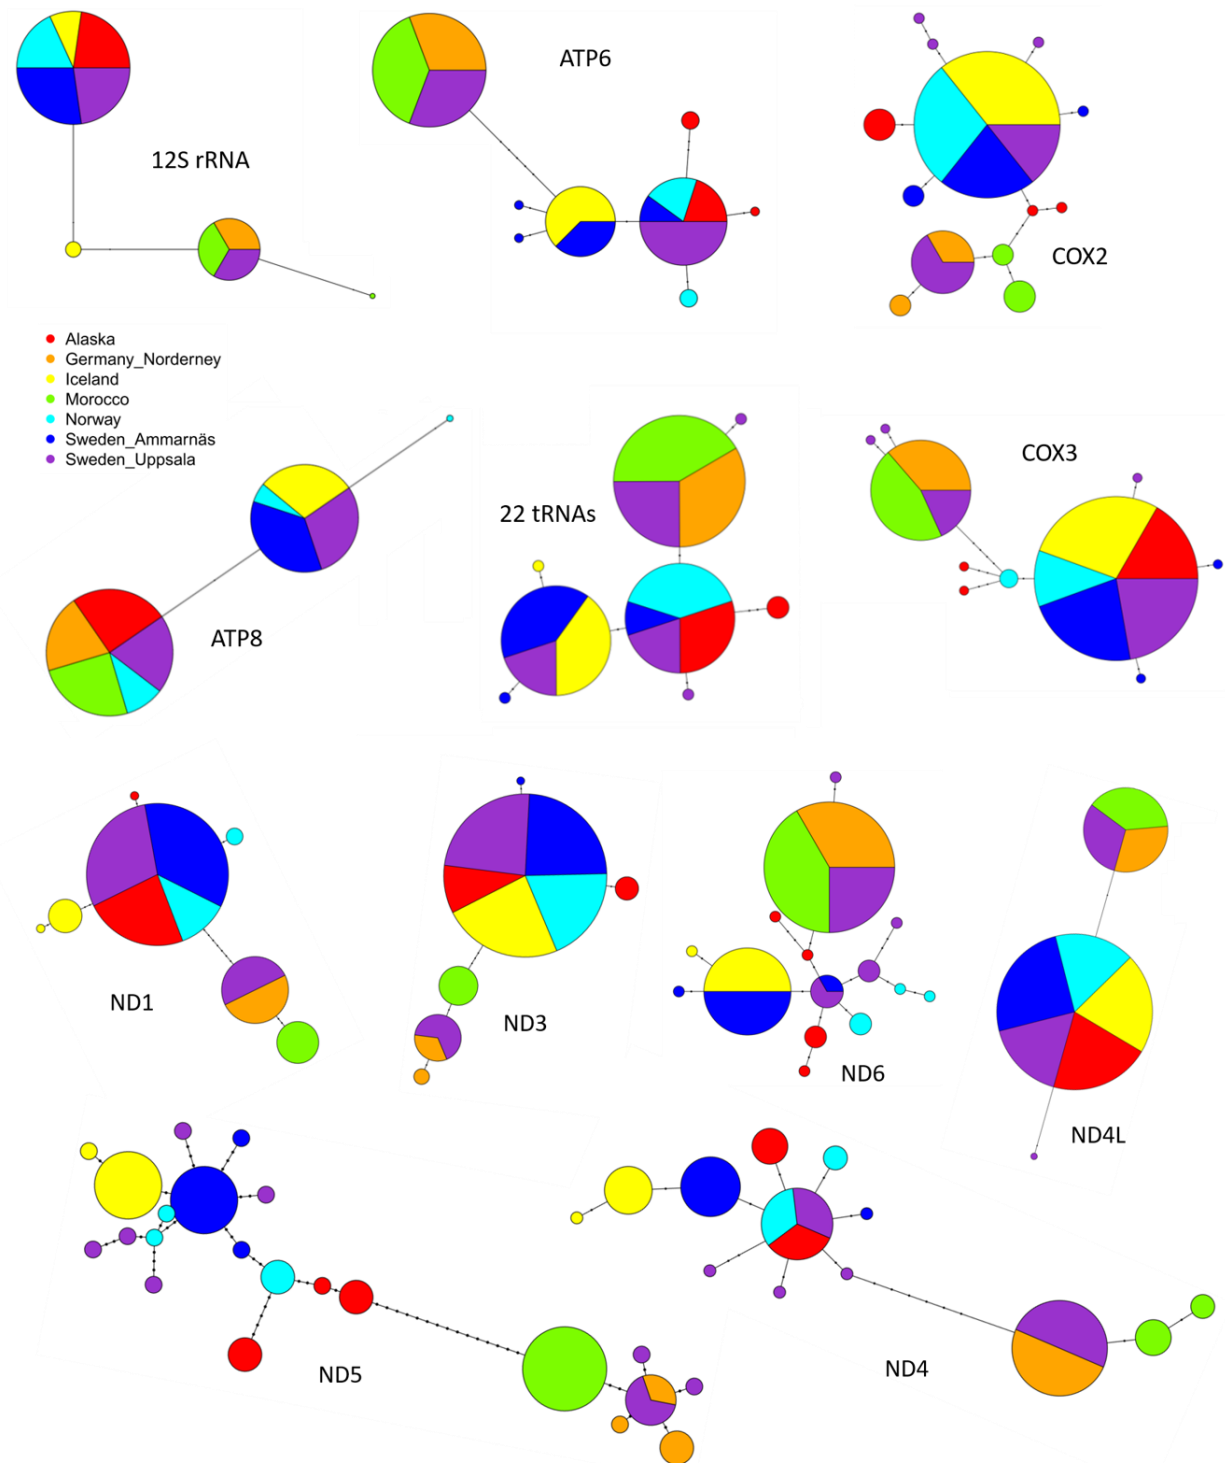 ATP6
12S rRNA
COX2
Alaska
Germany_Norderney
Iceland
Morocco
Norway
Sweden_Ammarnäs
Sweden_Uppsala
COX3
22 tRNAs
ATP8
ND1
ND3
ND6
ND4L
ND5
ND4